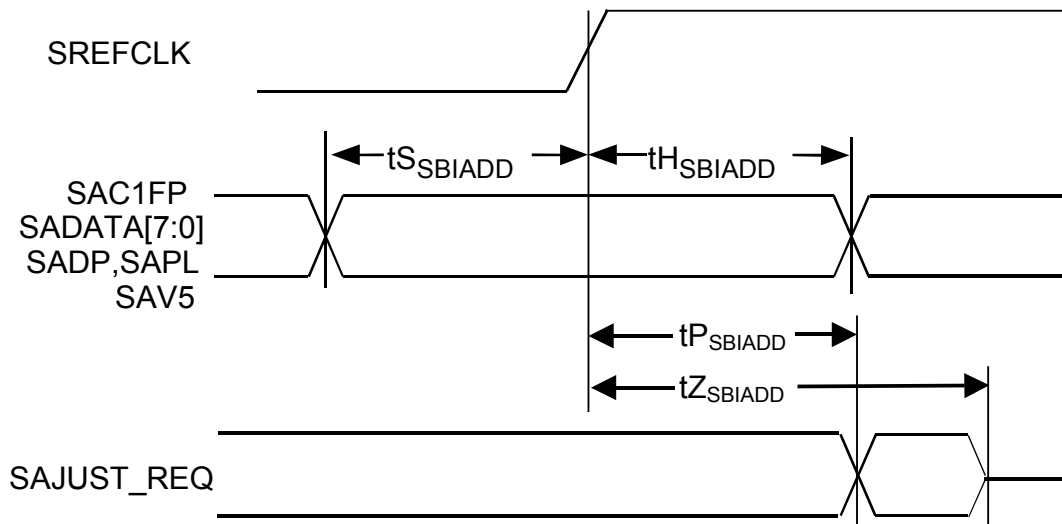 SREFCLK
tSSBIADD
tHSBIADD
SAC1FP
SADATA[7:0]
SADP,SAPL
SAV5
tPSBIADD
tZSBIADD
SAJUST_REQ